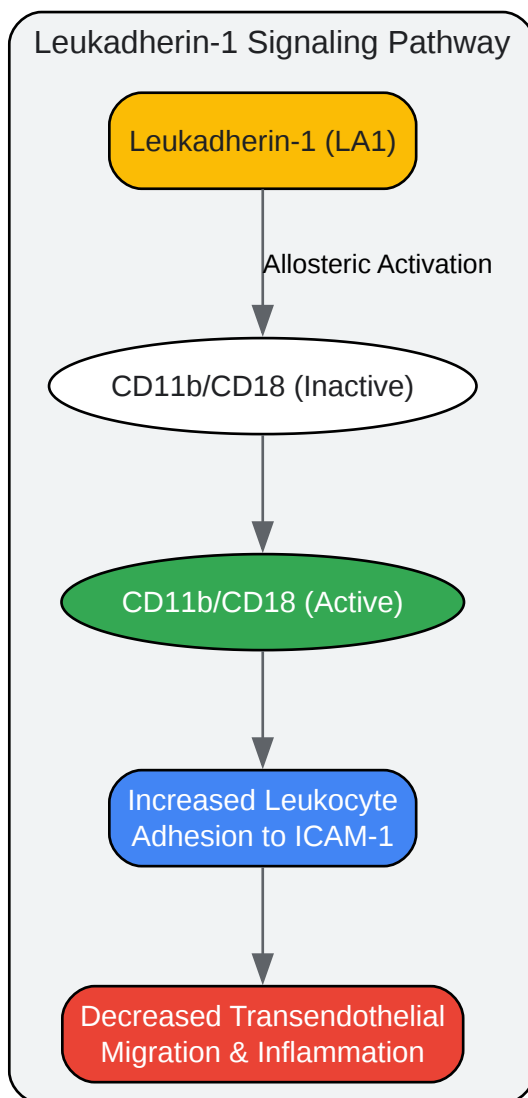 Leukadherin-1 Signaling Pathway
Leukadherin-1 (LA1)
Allosteric Activation
CD11b/CD18 (Inactive)
CD11b/CD18 (Active)
Increased Leukocyte
Adhesion to ICAM-1
Decreased Transendothelial
Migration & Inflammation